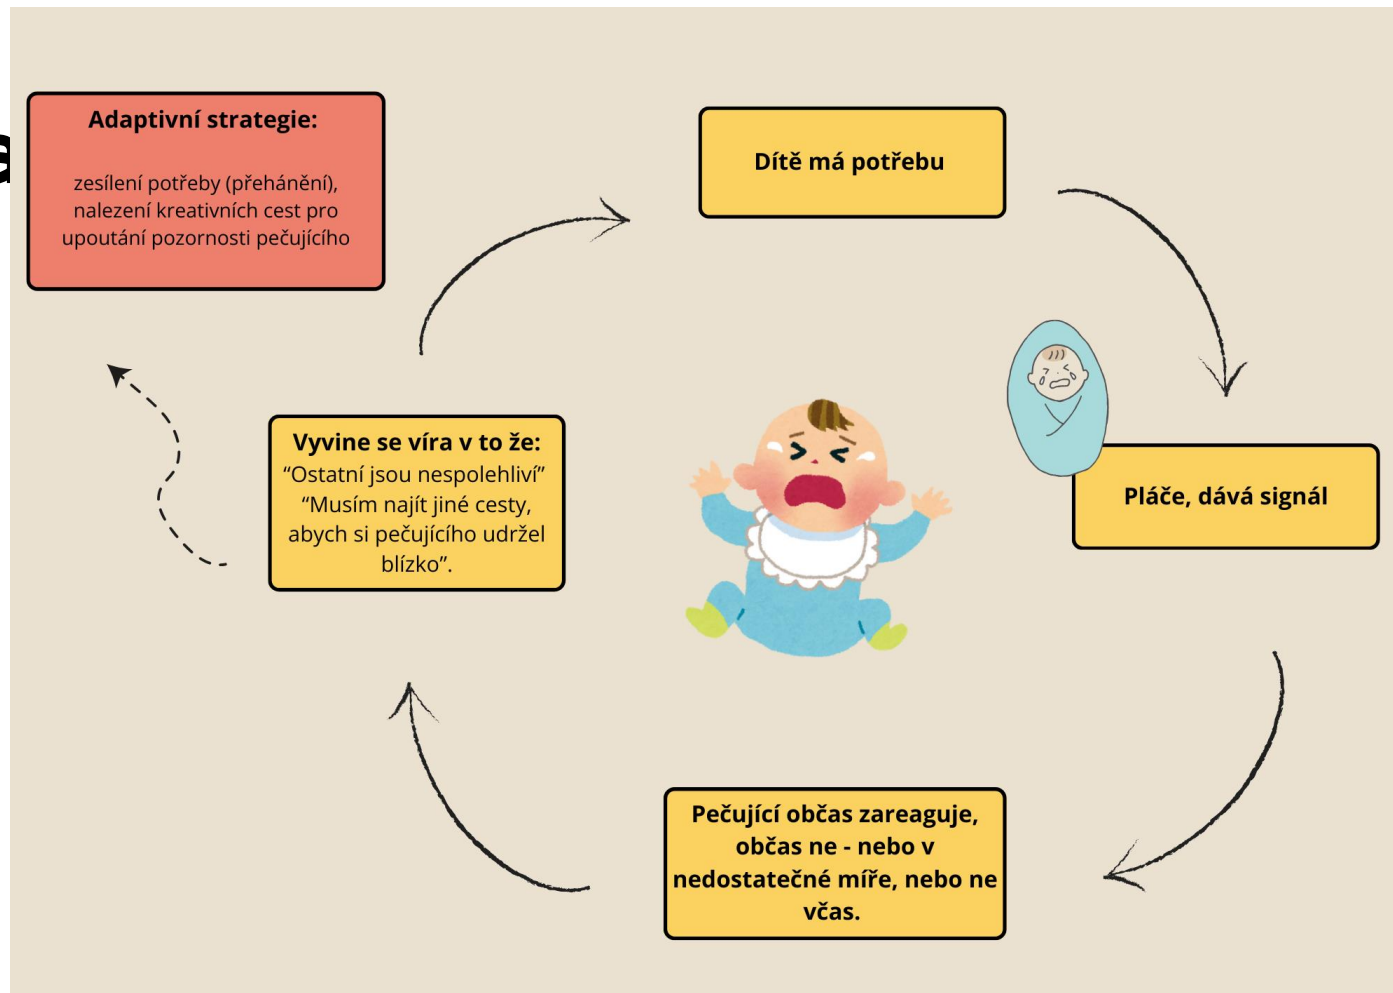 Adaptivní strategie:
zesílení potřeby (přehánění),
nalezení kreativních cest pro
upoutání pozornosti pečujícího
Dítě má potřebu
Pláče, dává signál
Pečující občas zareaguje,
občas ne - nebo v
nedostatečné míře, nebo ne
včas.
Vyvine se víra v to že:
“Ostatní jsou nespolehliví”
“Musím najít jiné cesty,
abych si pečujícího udržel
blízko”.